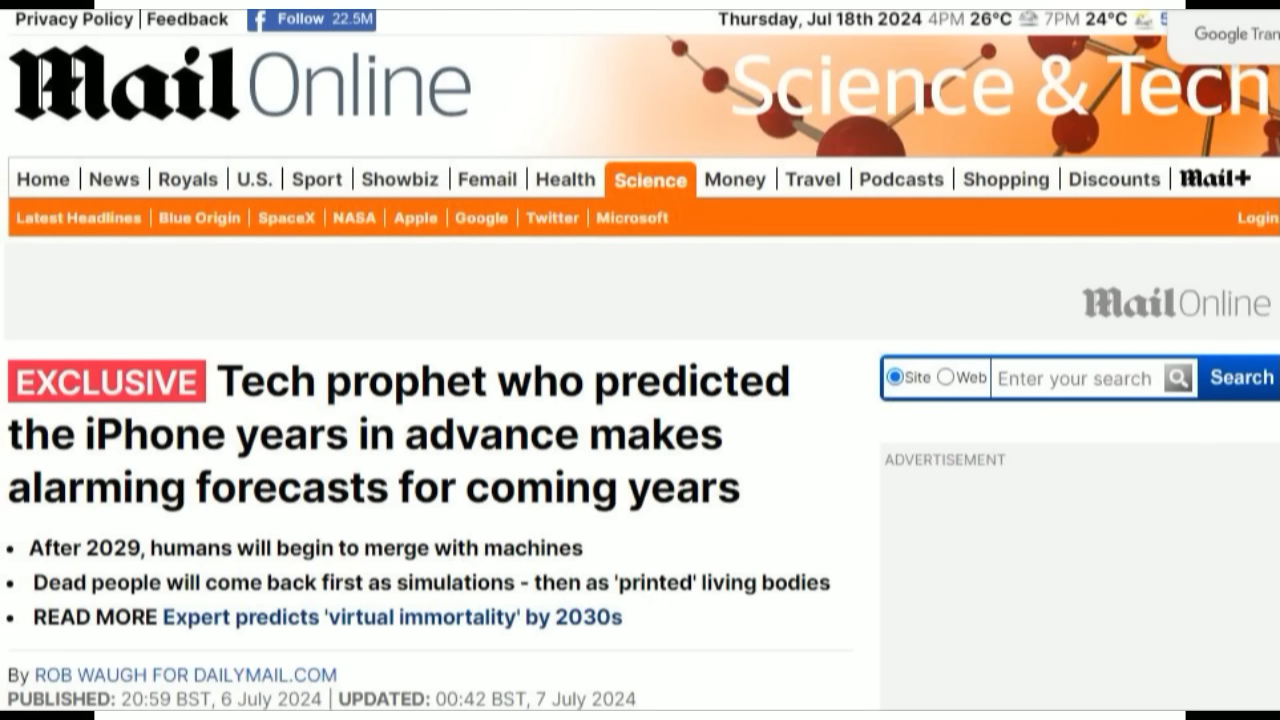 Privacy Policy | Feedback
Follow 22.5M
Thursday, Jul 18th 2024 4PM 26°C 7PM 24°C
Google Tran
Mail Online
Science & Tech
Home | News | Royals | U.S. | Sport | Showbiz | Femail | Health | Science | Money | Travel | Podcasts | Shopping | Discounts | Mail+
Latest Headlines | Blue Origin | SpaceX | NASA | Apple | Google | Twitter | Microsoft
Login
Mail Online
EXCLUSIVE Tech prophet who predicted
the iPhone years in advance makes
alarming forecasts for coming years
Site Web Enter your search Search
ADVERTISEMENT
• After 2029, humans will begin to merge with machines
• Dead people will come back first as simulations - then as 'printed' living bodies
• READ MORE Expert predicts 'virtual immortality' by 2030s
By ROB WAUGH FOR DAILYMAIL.COM
PUBLISHED: 20:59 BST, 6 July 2024 | UPDATED: 00:42 BST, 7 July 2024